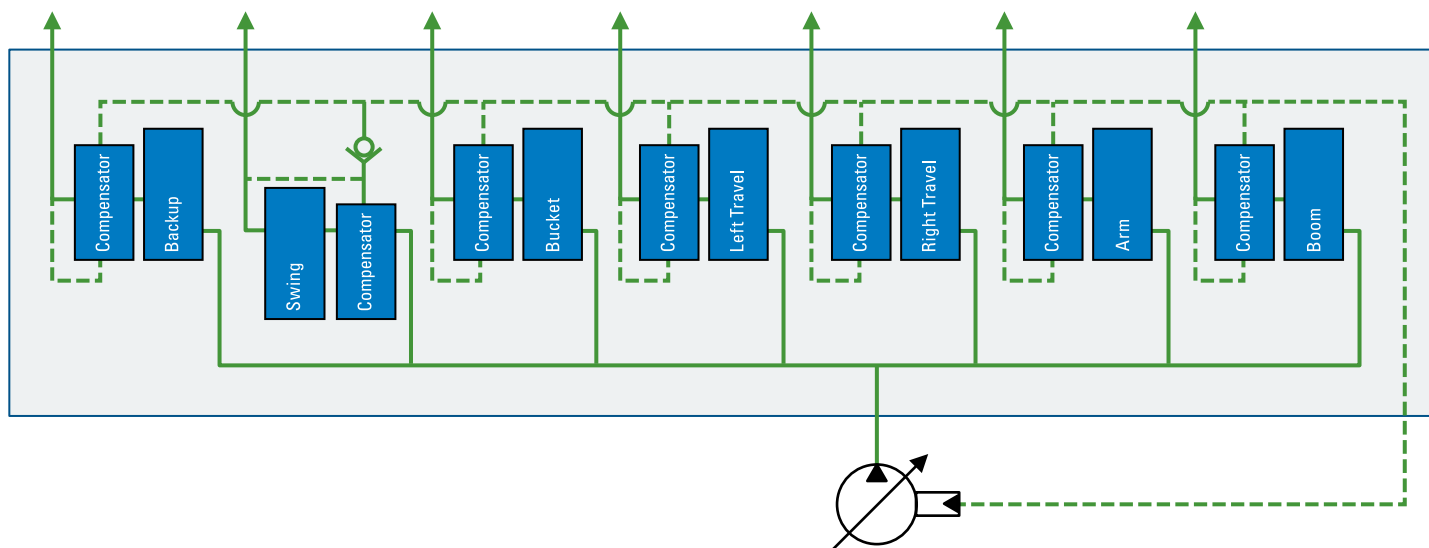 Compensator
Backup
Swing
Compensator
Compensator
Bucket
Compensator
Left Travel
Compensator
Right Travel
Compensator
Arm
Compensator
Boom